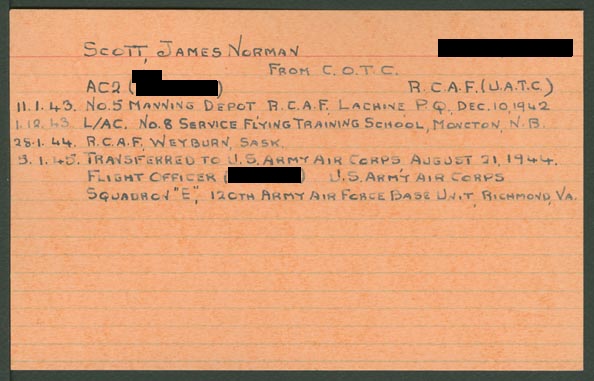 SCOTT, JAMES NORMAN
FROM C.O.T.C.
AC2 ( ) R.C.A.F. (U.A.T.C.)
11.1.43. NO.5 MANNING DEPOT R.C.A.F. LACHINE P.Q. DEC.10,1942
1.12.43. L/AC. NO.8 SERVICE FLYING TRAINING SCHOOL, MONCTON, N.B.
28.1.44. R.C.A.F. WEYBURN, SASK.
3.1.45. TRANSFERRED TO U.S. ARMY AIR CORPS AUGUST 21, 1944.
FLIGHT OFFICER ( ) U.S. ARMY AIR CORPS
SQUADRON "E", 120TH ARMY AIR FORCE BASE UNIT, RICHMOND, VA.